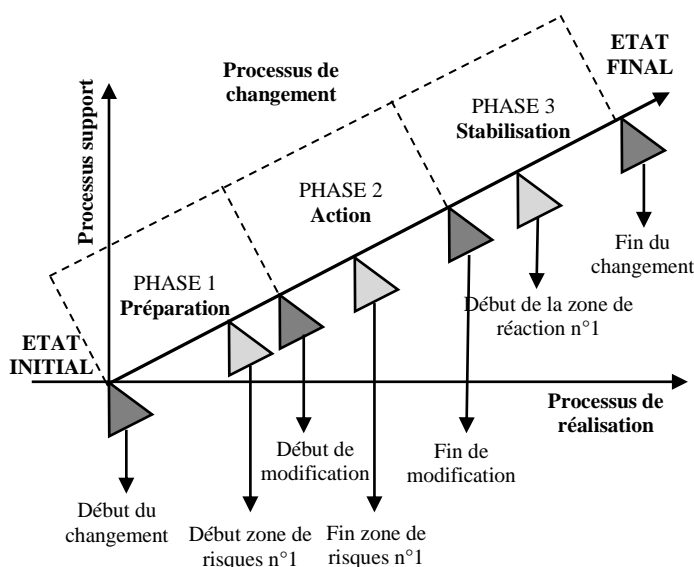 ETAT
FINAL
Processus de
changement
Processus support
PHASE 3
Stabilisation
PHASE 2
Action
PHASE 1
Préparation
Fin du
changement
Début de la zone de
réaction n°1
ETAT
INITIAL
Processus de
réalisation
Début de
modification
Fin de
modification
Début du
changement
Début zone de
risques n°1
Fin zone de
risques n°1